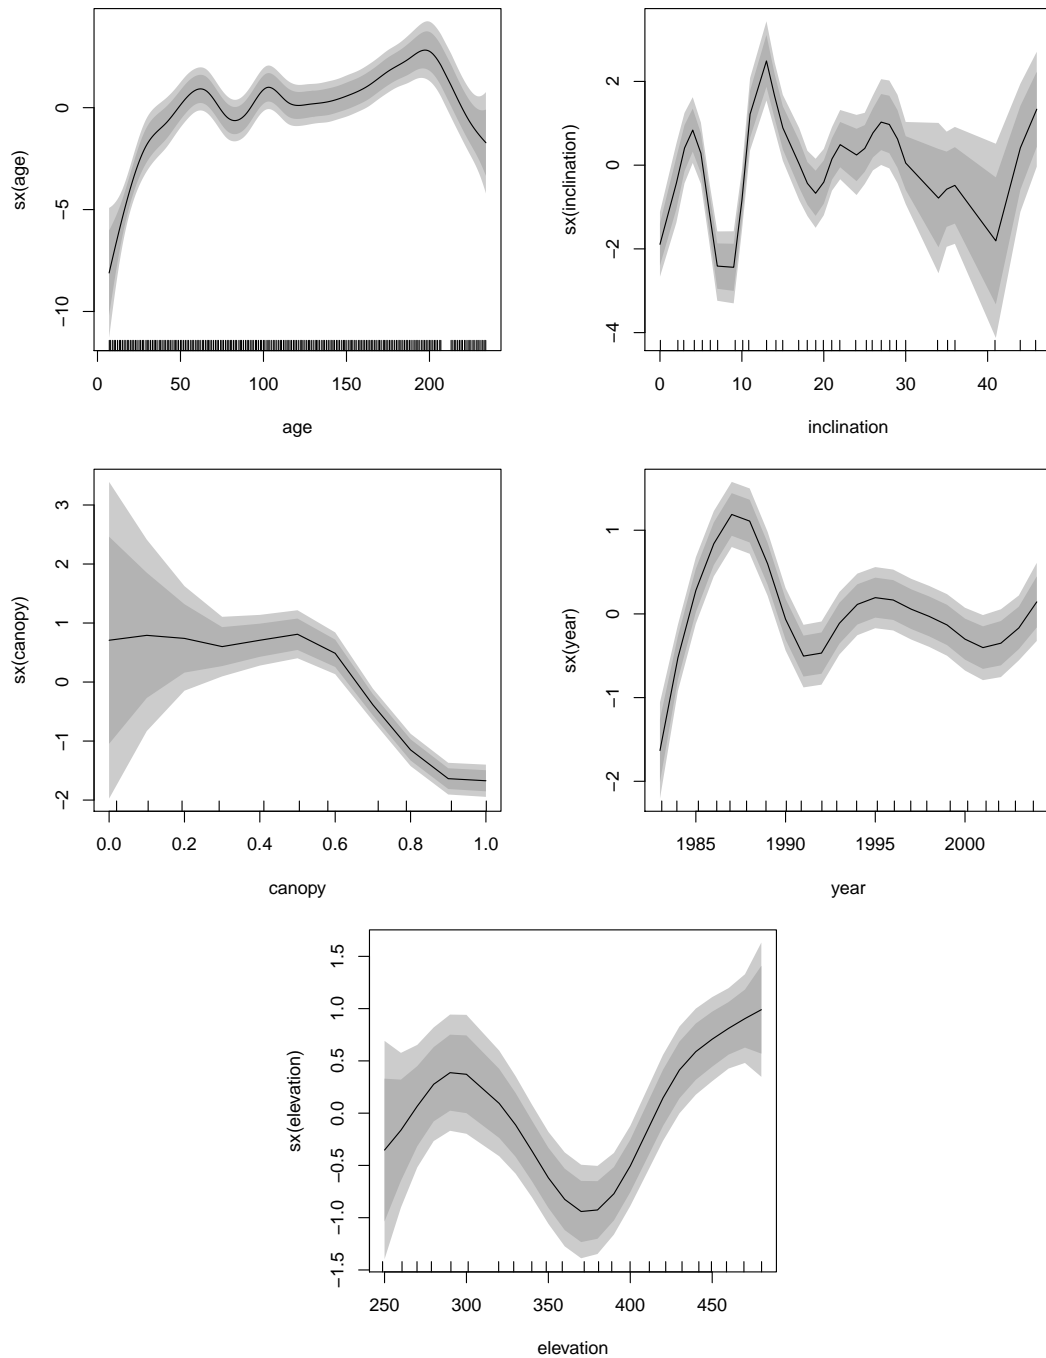 sx(age)
0
−5
−10
0 50 100 150 200
age
sx(inclination)
2
0
−2
−4
0 10 20 30 40
inclination
sx(canopy)
3
2
1
0
−1
−2
0.0 0.2 0.4 0.6 0.8 1.0
canopy
sx(year)
1
0
−1
−2
1985 1990 1995 2000
year
sx(elevation)
1.5
1.0
0.5
0.0
−0.5
−1.0
−1.5
250 300 350 400 450
elevation